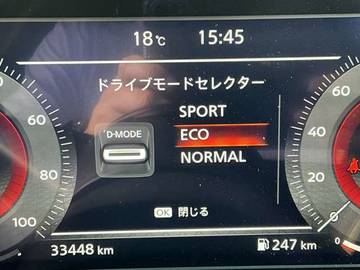 18℃ 15:45
ドライブモードセレクター
SPORT
D-MODE
ECO
NORMAL
OK 閉じる
60
80
100
60
40
20
0
33448 km
247 km